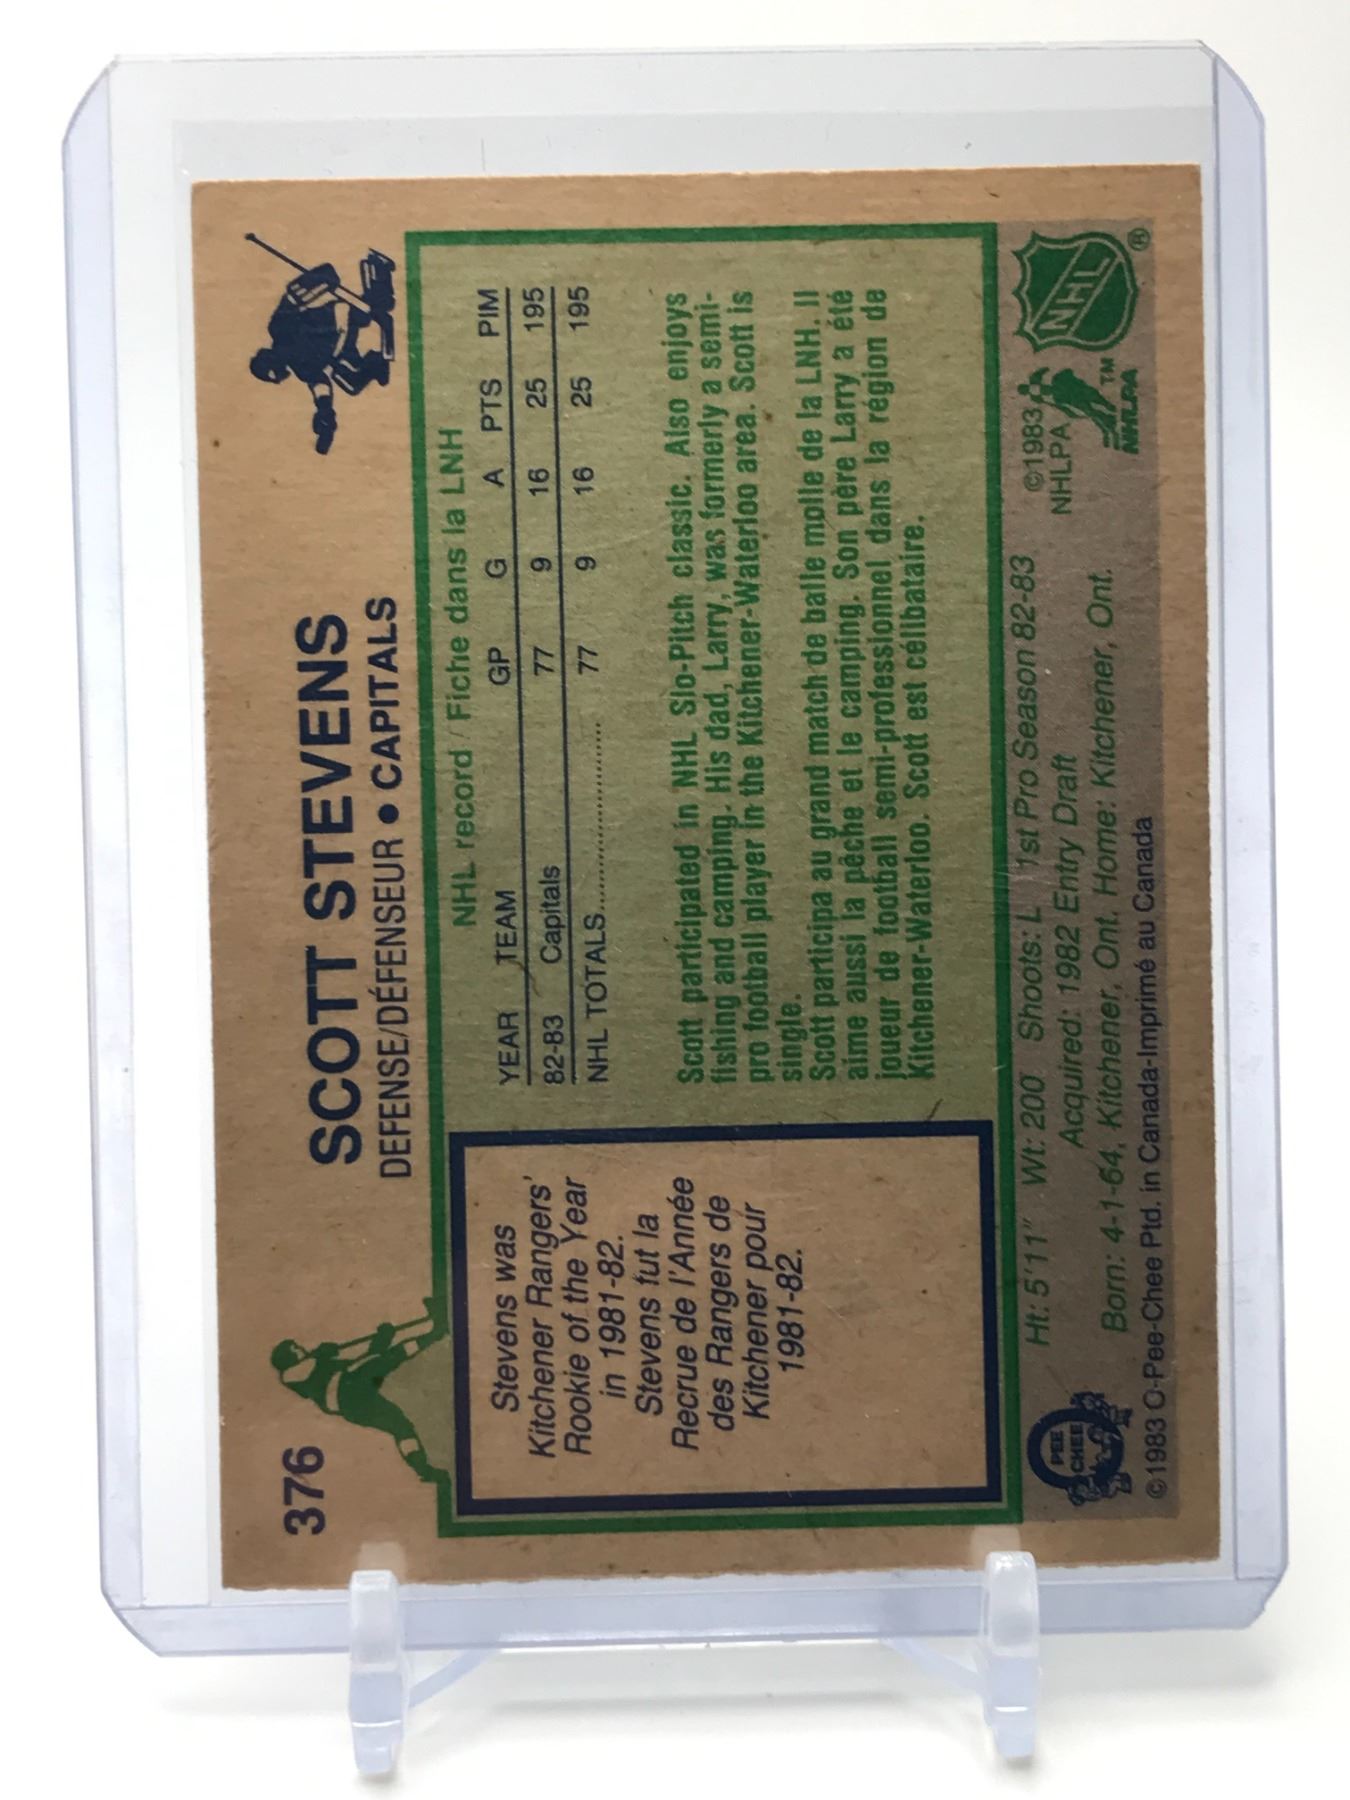 376
SCOTT STEVENS
DEFENSE/DÉFENSEUR ● CAPITALS
NHL record / Fiche dans la LNH
YEAR TEAM GP G A PTS PIM
82-83 Capitals 77 9 16 25 195
NHL TOTALS.................... 77 9 16 25 195
Stevens was
Kitchener Rangers'
Rookie of the Year
in 1981-82.
Stevens fut la
Recrue de l'Année
des Rangers de
Kitchener pour
1981-82.
Scott participated in NHL Slo-Pitch classic. Also enjoys
fishing and camping. His dad, Larry, was formerly a semi-
pro football player in the Kitchener-Waterloo area. Scott is
single.
Scott participa au grand match de balle molle de la LNH. Il
aime aussi la pêche et le camping. Son père Larry a été
joueur de football semi-professionnel dans la région de
Kitchener-Waterloo. Scott est célibataire.
Ht: 5'11" Wt: 200 Shoots: L 1st Pro Season 82-83
Acquired: 1982 Entry Draft
Born: 4-1-64, Kitchener, Ont. Home: Kitchener, Ont.
©1983 O-Pee-Chee Ptd. in Canada-Imprimé au Canada
O
PEE
CHEE
©1983
NHLPA
NHLPA TM
NHL ®